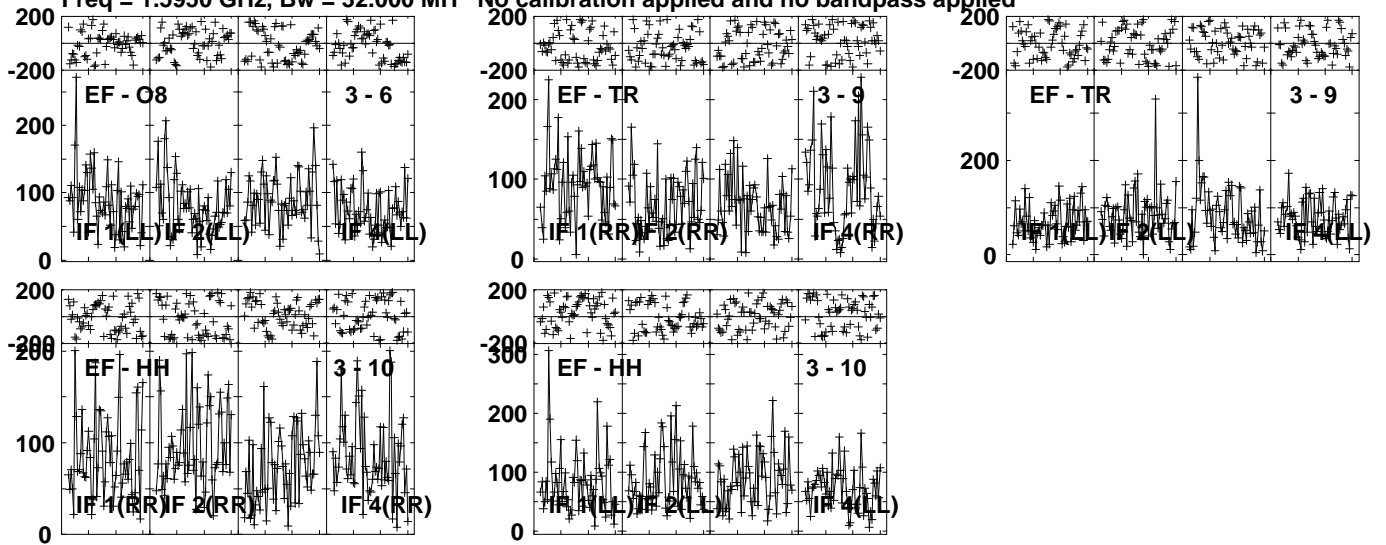 Freq = 1.5950 GHz, Bw = 32.000 MH No calibration applied and no bandpass applied
200
-200
EF - O8
3 - 6
200
100
0
IF 1(LL) IF 2(LL)
IF 4(LL)
200
-200
EF - TR
3 - 9
200
100
0
IF 1(RR) IF 2(RR)
IF 4(RR)
200
-200
EF - TR
3 - 9
200
0
IF 1(LL) IF 2(LL)
IF 4(LL)
200
-200
200
EF - HH
3 - 10
100
0
IF 1(RR) IF 2(RR)
IF 4(RR)
200
-200
300
EF - HH
3 - 10
200
100
0
IF 1(LL) IF 2(LL)
IF 4(LL)